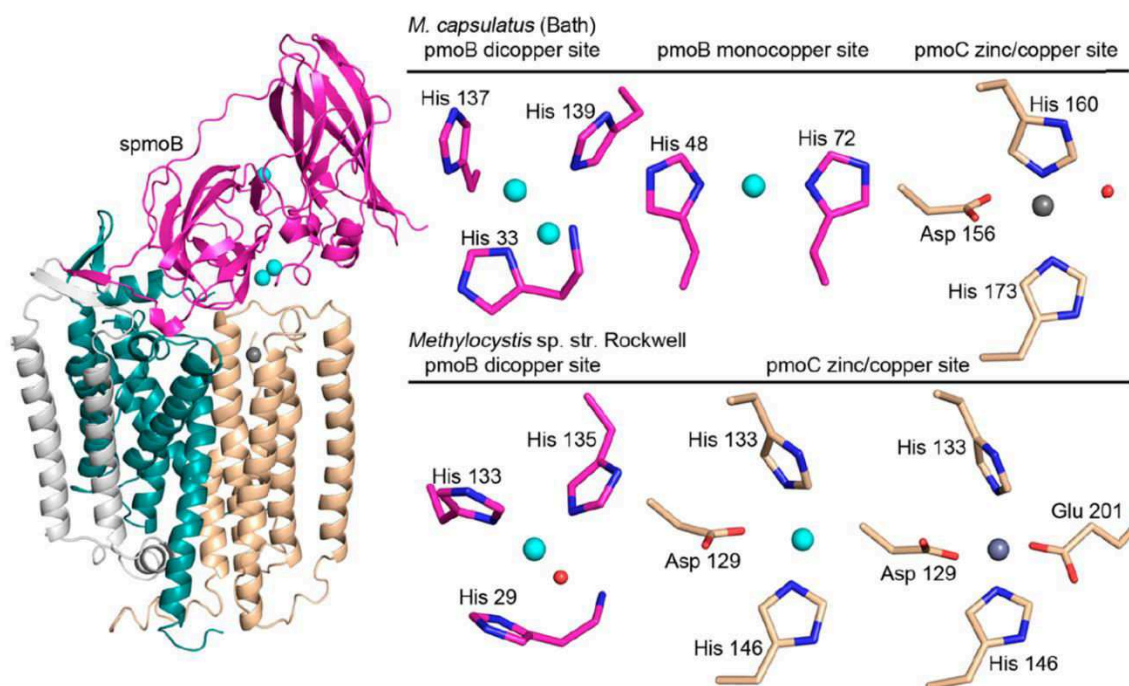 M. capsulatus (Bath)
pmoB dicopper site
pmoB monocopper site
pmoC zinc/copper site
spmoB
His 137
His 139
His 33
His 48
His 72
His 160
Asp 156
His 173
Methylocystis sp. str. Rockwell
pmoB dicopper site
pmoC zinc/copper site
His 135
His 133
His 29
His 133
Asp 129
His 146
His 133
Glu 201
Asp 129
His 146